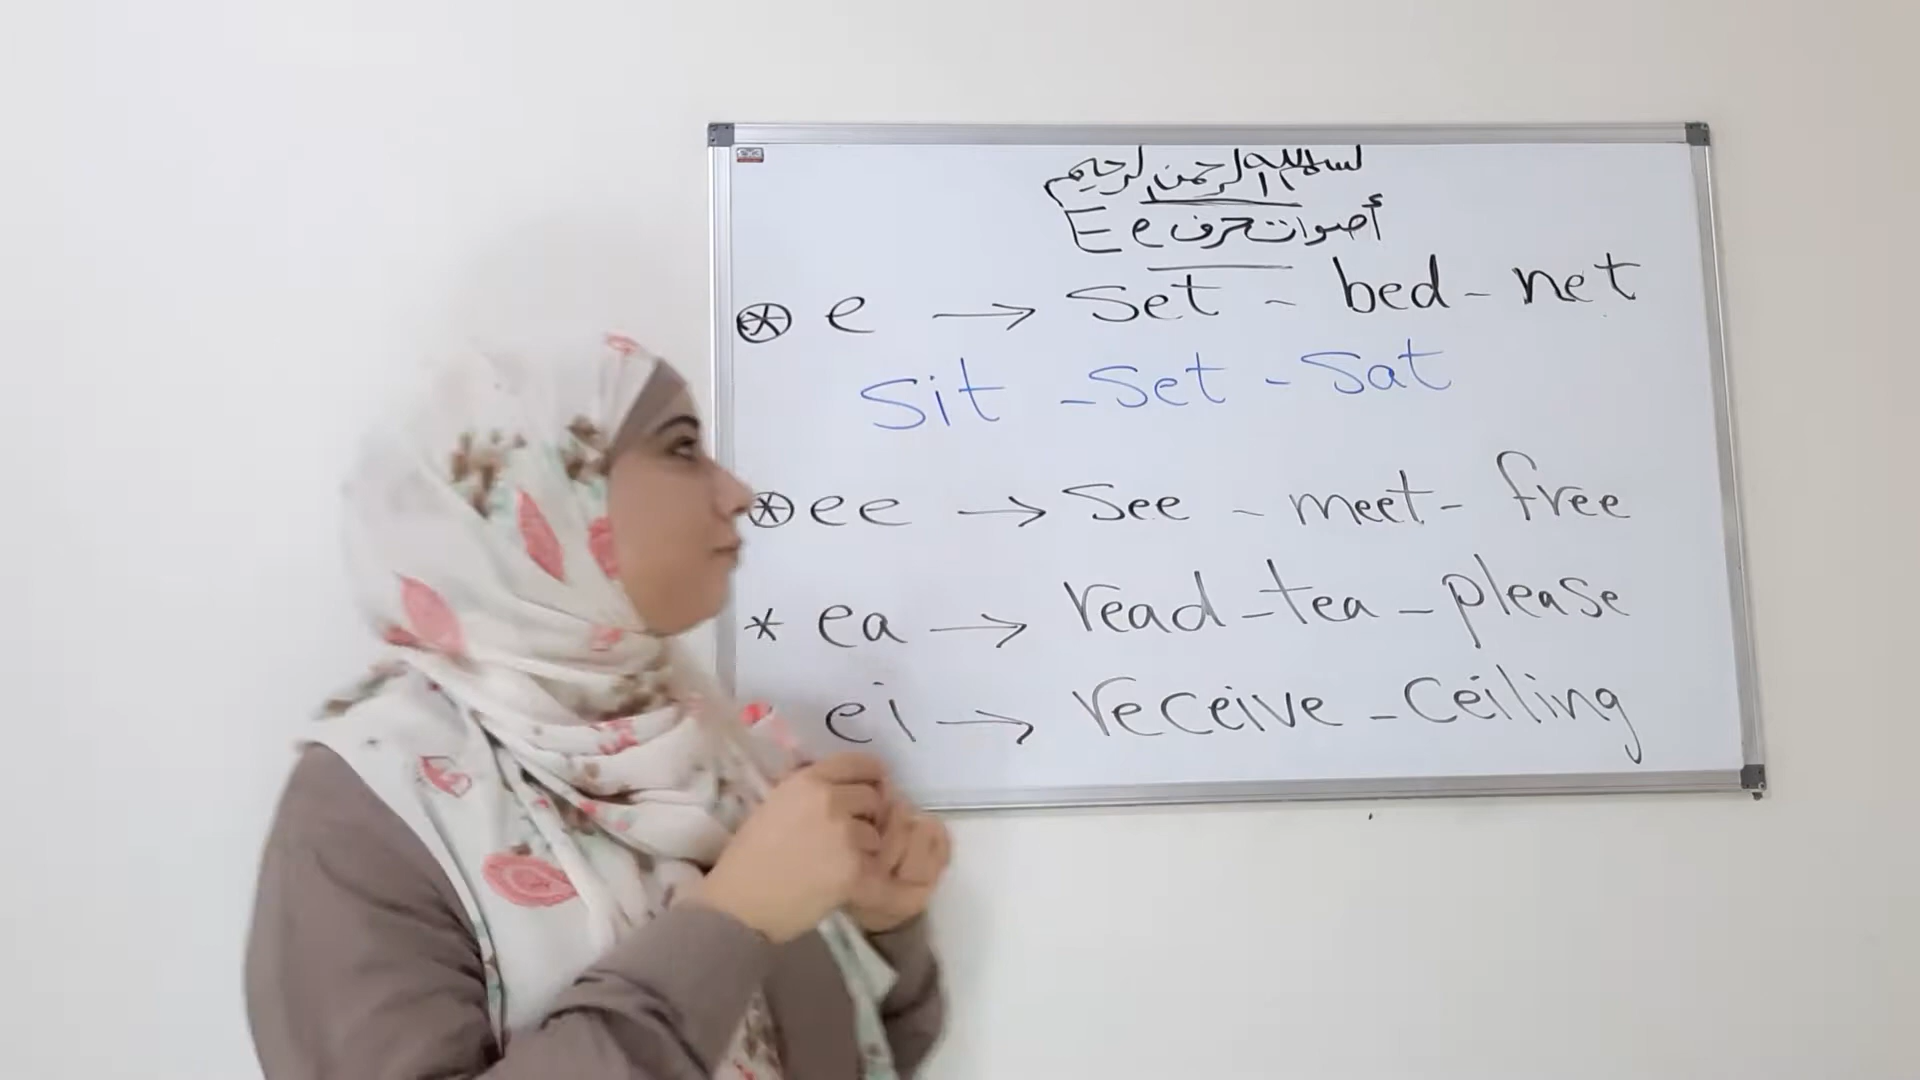 بسم الله الرحمن الرحيم
أصوات حرف E e
e → set - bed - net
sit - set - sat
ee → see - meet - free
* ea → read - tea - please
ei → receive - ceiling